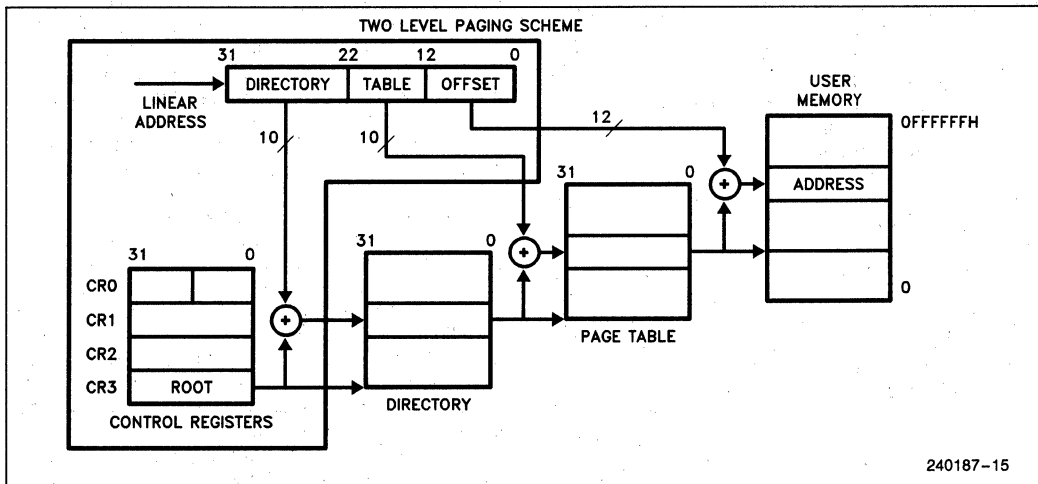 TWO LEVEL PAGING SCHEME
31 22 12 0
DIRECTORY TABLE OFFSET
LINEAR
ADDRESS
USER
MEMORY
10 10 12
0FFFFFFH
31 0
ADDRESS
31 0
31 0
CR0
CR1
CR2
CR3 ROOT
0
PAGE TABLE
DIRECTORY
CONTROL REGISTERS
240187-15